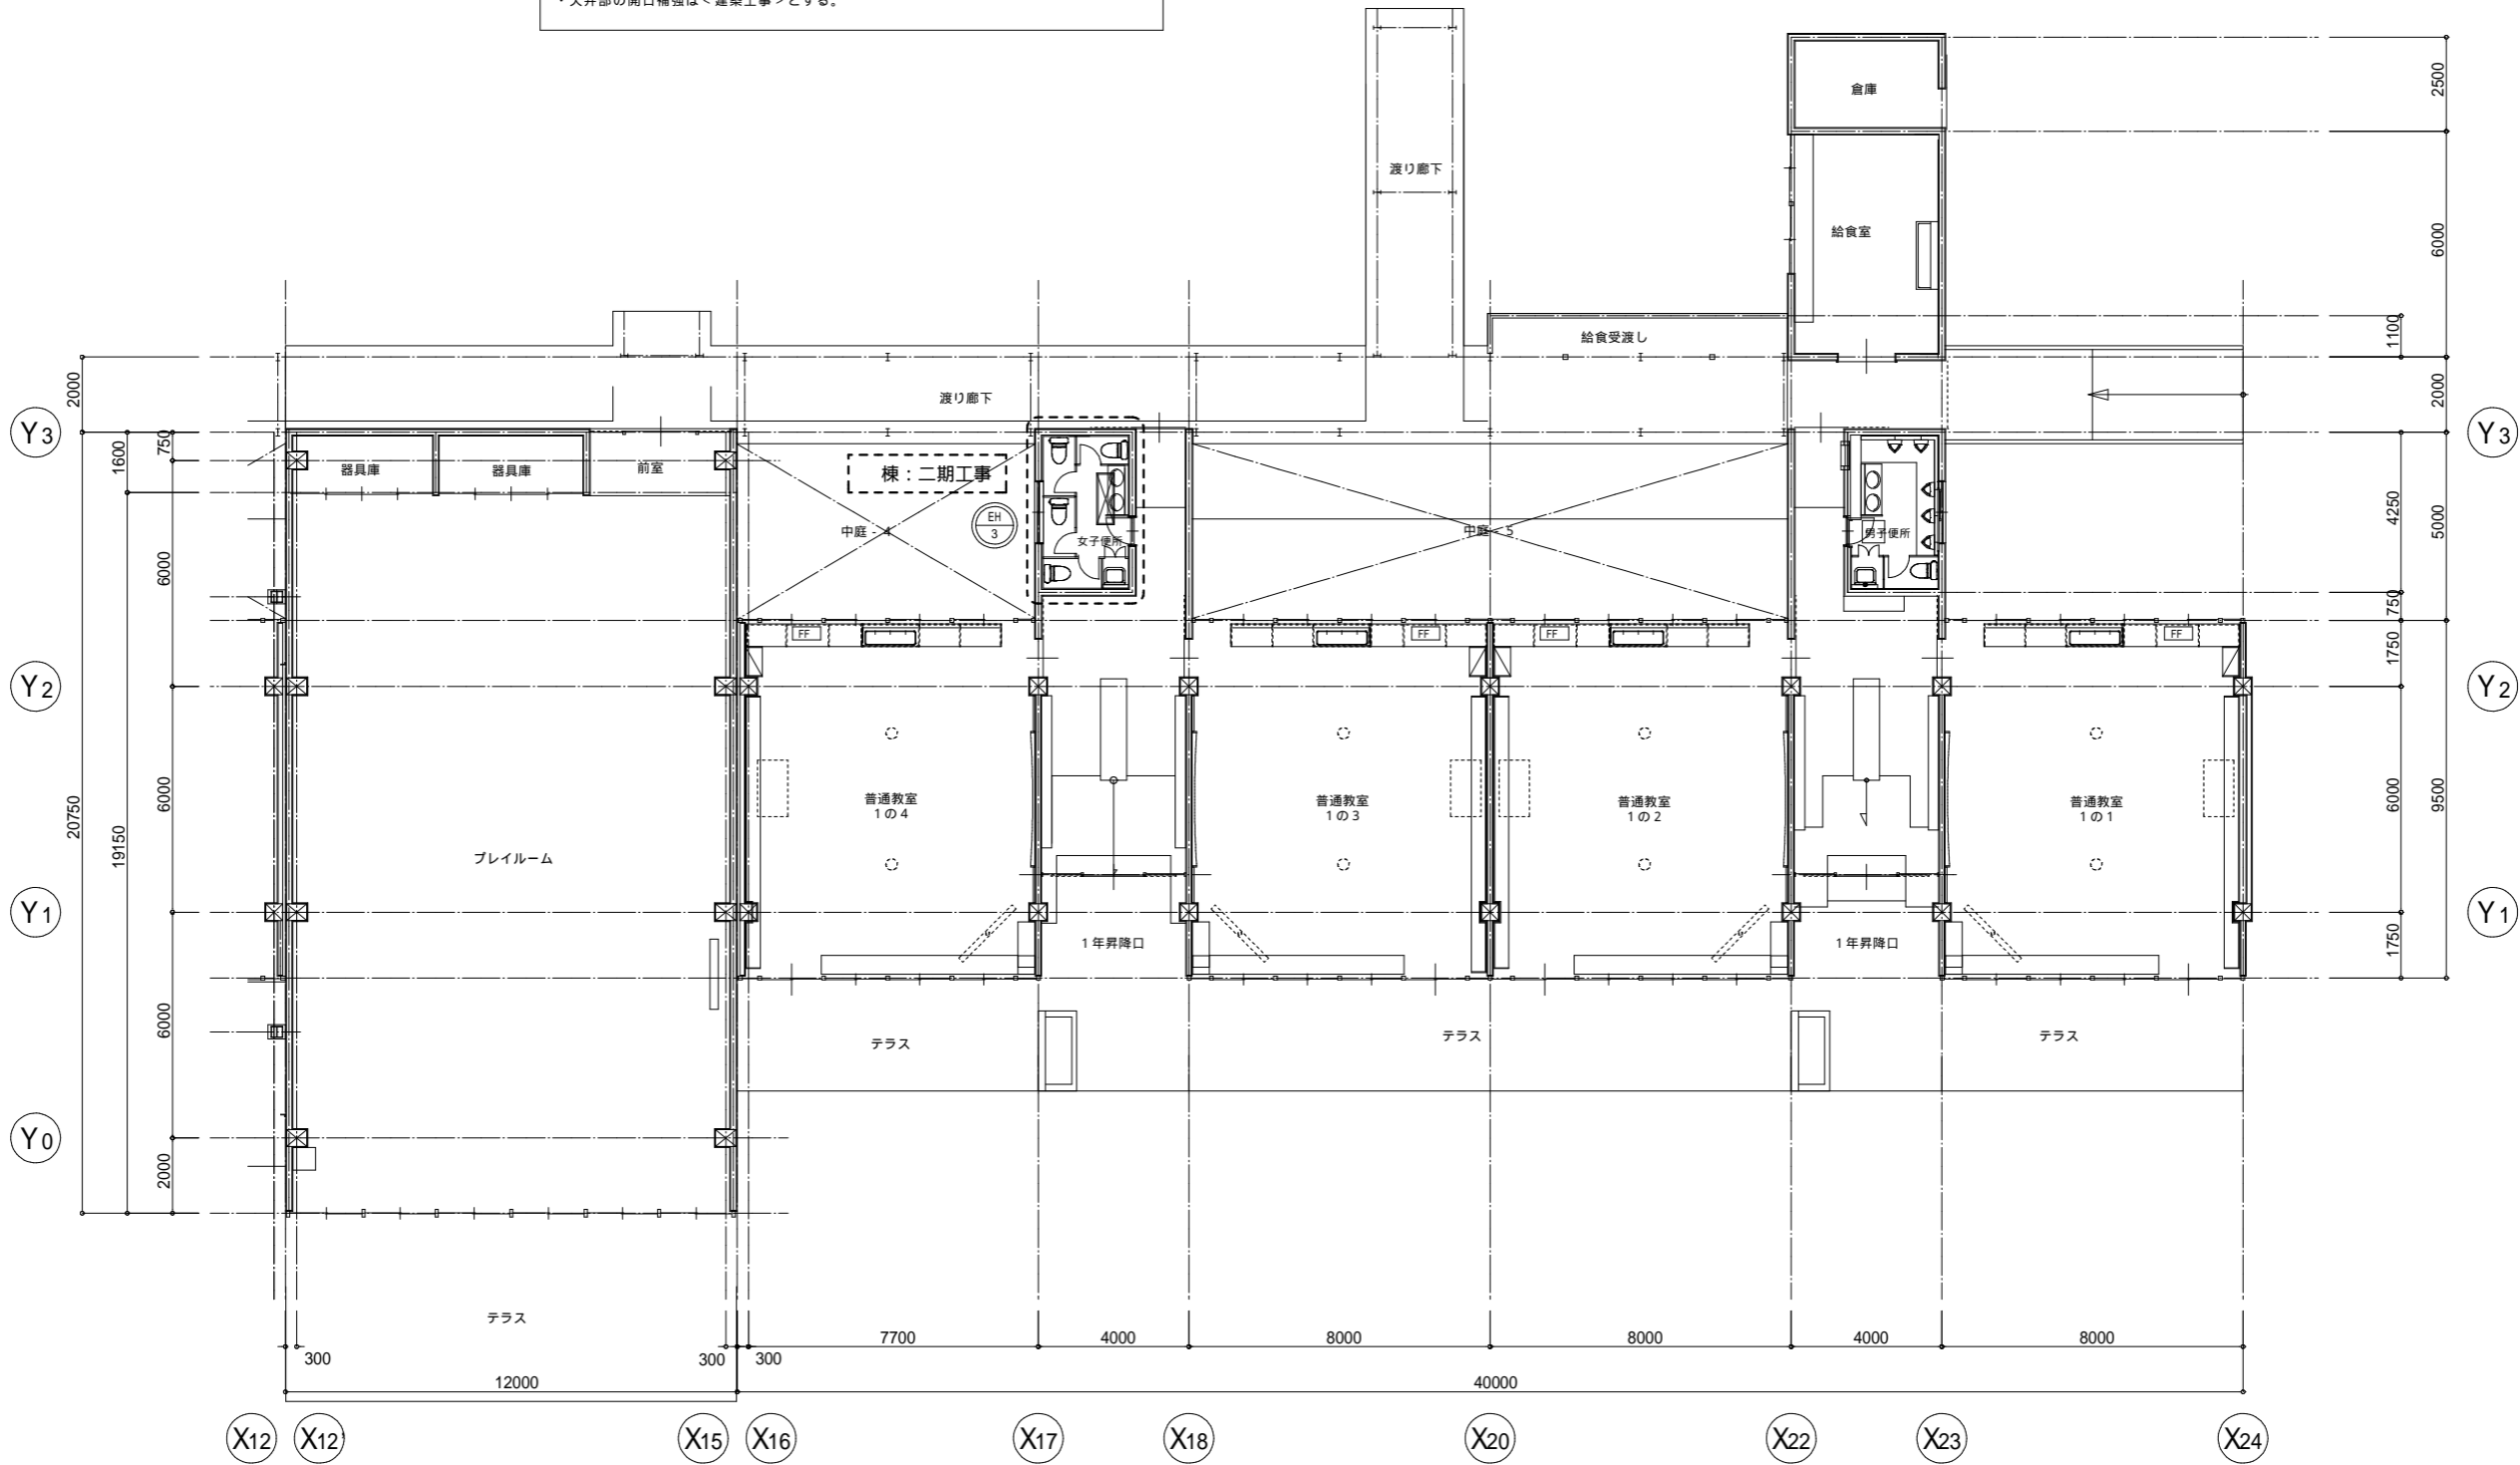 ・天井部の開口補強は<建築工事>とする。
倉庫
2500
渡り廊下
給食室
6000
給食受渡し
1100
2000
渡り廊下
2000
Y3
1600
750
器具庫
器具庫
前室
棟：二期工事
Y3
EH
3
中庭 - 4
女子便所
中庭 - 5
男子便所
4250
5000
6000
750
FF
FF
FF
FF
1750
Y2
Y2
20750
19150
6000
普通教室
1の4
普通教室
1の3
普通教室
1の2
普通教室
1の1
6000
9500
プレイルーム
Y1
Y1
1年昇降口
1年昇降口
1750
6000
テラス
テラス
テラス
Y0
2000
テラス
300
300
300
7700
4000
8000
8000
4000
8000
12000
40000
X12
X12'
X15
X16
X17
X18
X20
X22
X23
X24